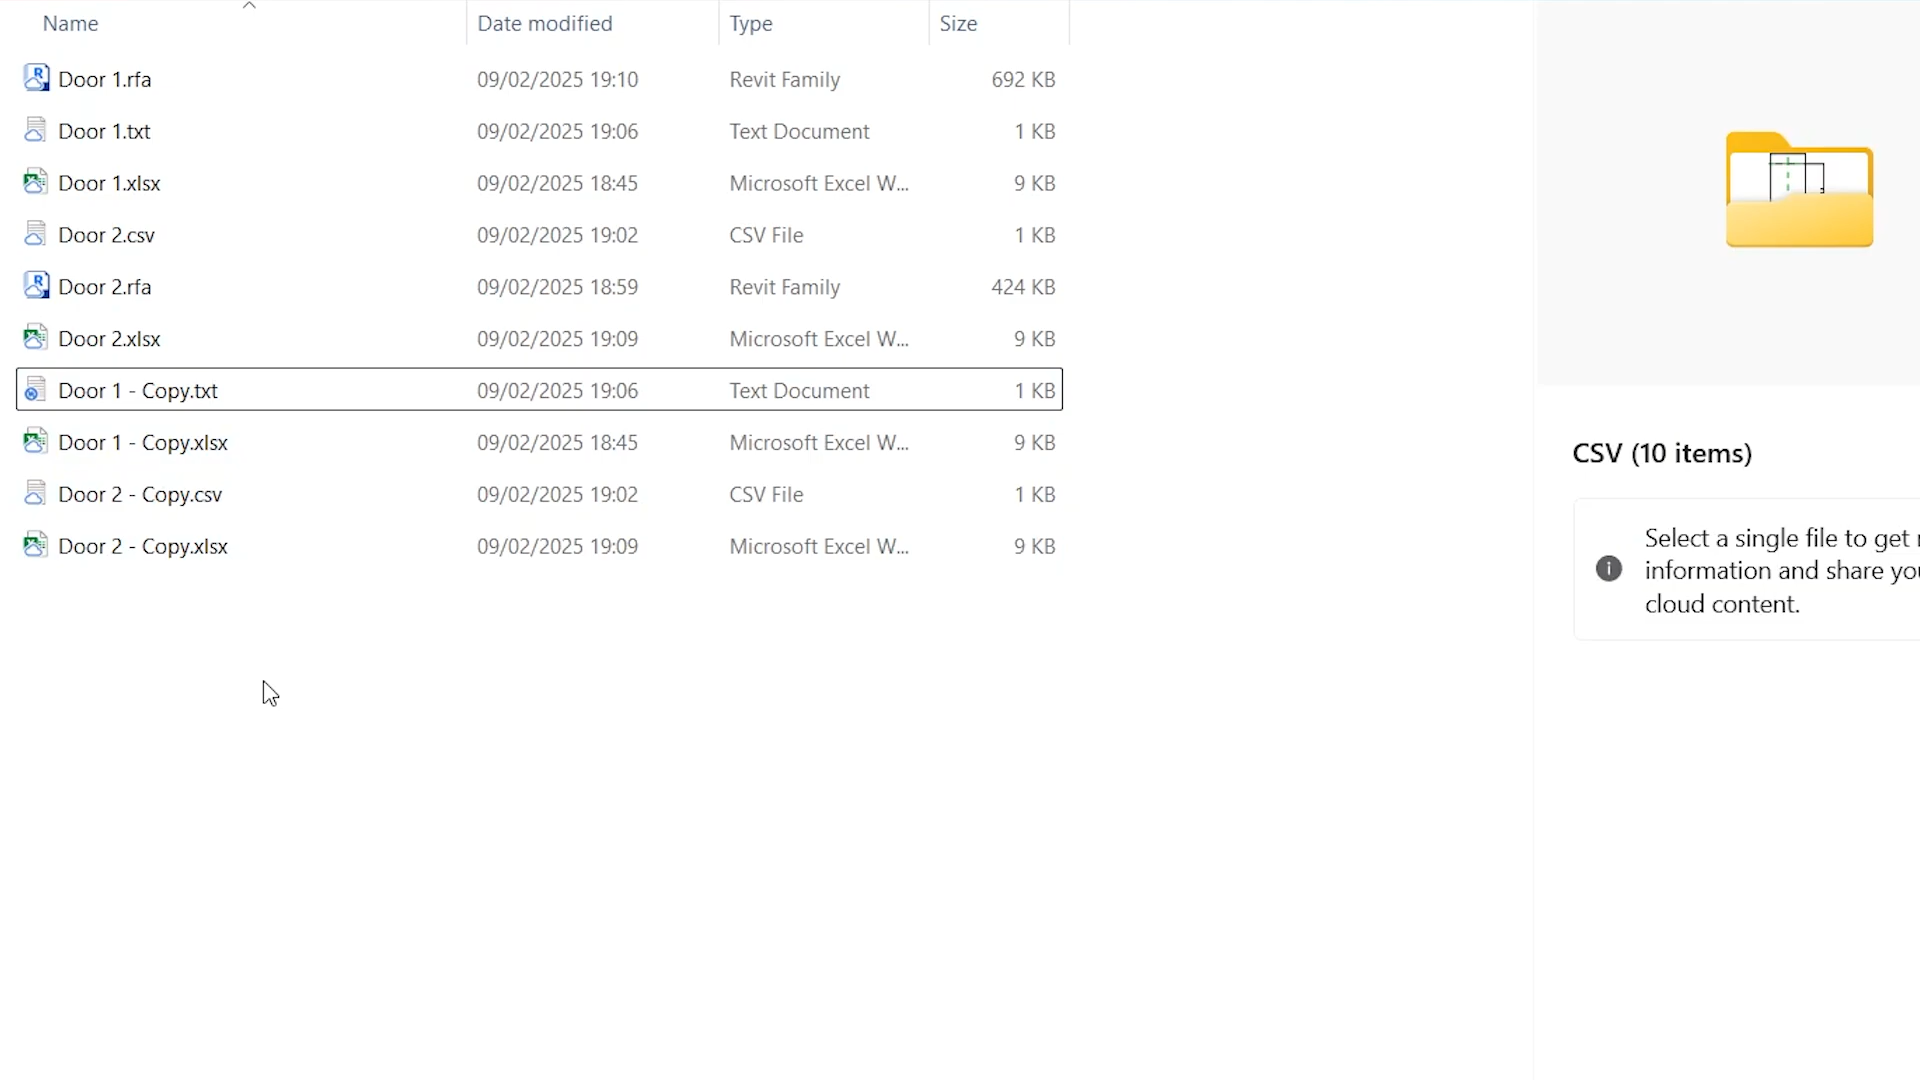 Name Date modified Type Size
Door 1.rfa 09/02/2025 19:10 Revit Family 692 KB
Door 1.txt 09/02/2025 19:06 Text Document 1 KB
Door 1.xlsx 09/02/2025 18:45 Microsoft Excel W... 9 KB
Door 2.csv 09/02/2025 19:02 CSV File 1 KB
Door 2.rfa 09/02/2025 18:59 Revit Family 424 KB
Door 2.xlsx 09/02/2025 19:09 Microsoft Excel W... 9 KB
Door 1 - Copy.txt 09/02/2025 19:06 Text Document 1 KB
Door 1 - Copy.xlsx 09/02/2025 18:45 Microsoft Excel W... 9 KB
Door 2 - Copy.csv 09/02/2025 19:02 CSV File 1 KB
Door 2 - Copy.xlsx 09/02/2025 19:09 Microsoft Excel W... 9 KB
CSV (10 items)
Select a single file to get
information and share
cloud content.